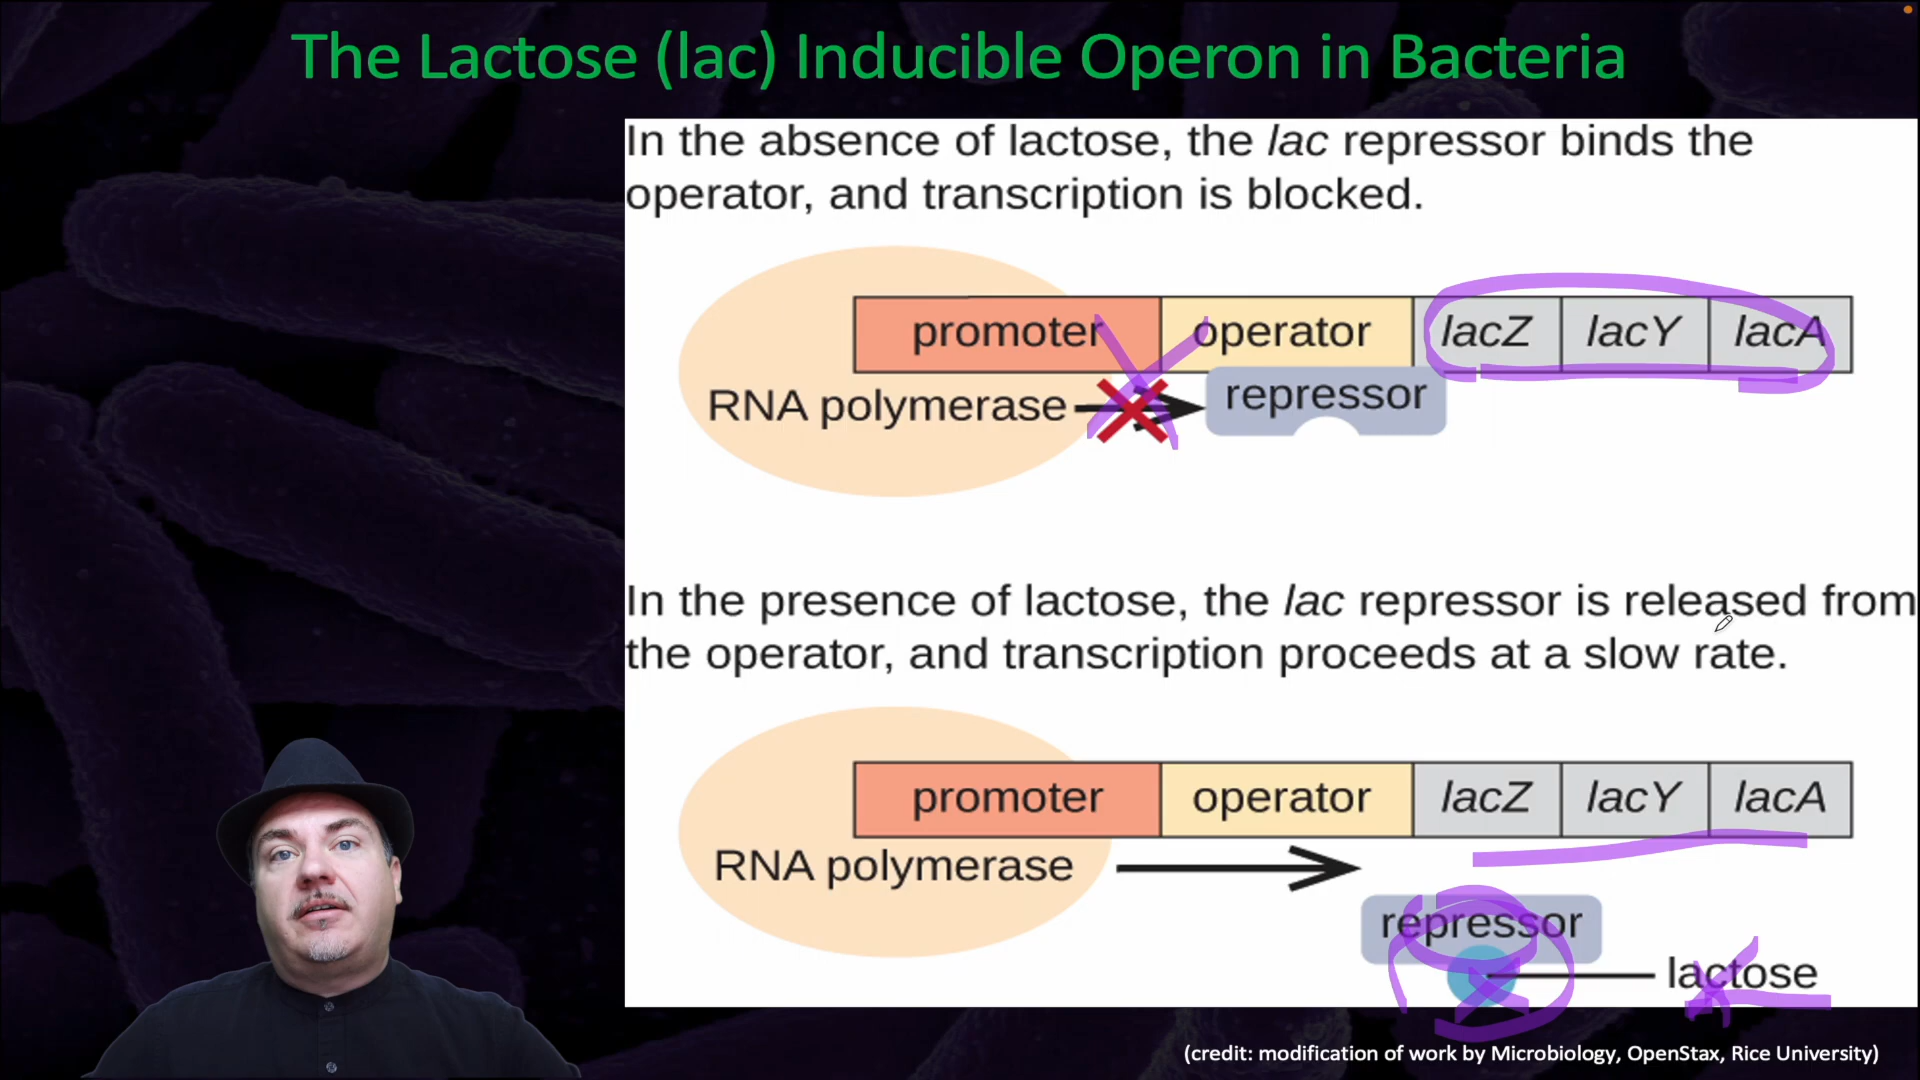 The Lactose (lac) Inducible Operon in Bacteria
In the absence of lactose, the lac repressor binds the
operator, and transcription is blocked.
promoter operator lacZ lacY lacA
RNA polymerase repressor
In the presence of lactose, the lac repressor is released from
the operator, and transcription proceeds at a slow rate.
promoter operator lacZ lacY lacA
RNA polymerase
repressor
lactose
(credit: modification of work by Microbiology, OpenStax, Rice University)